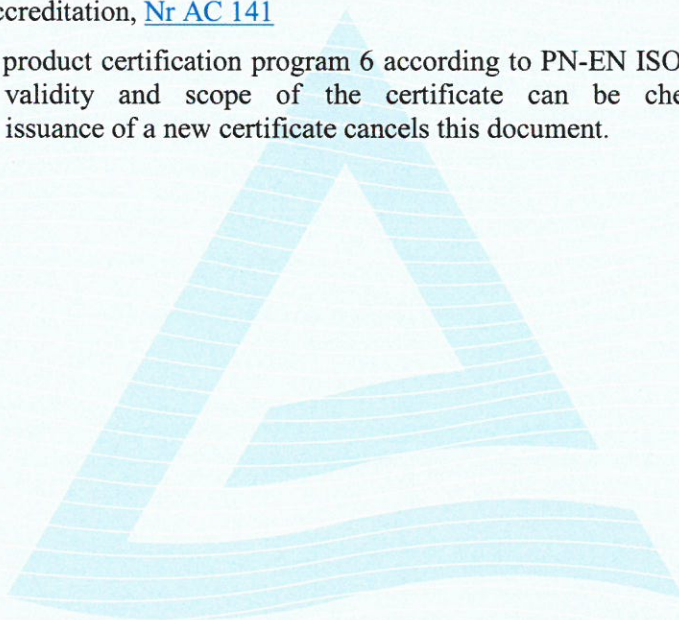 ccreditation, Nr AC 141
product certification program 6 according to PN-EN ISO
validity and scope of the certificate can be che
issuance of a new certificate cancels this document.